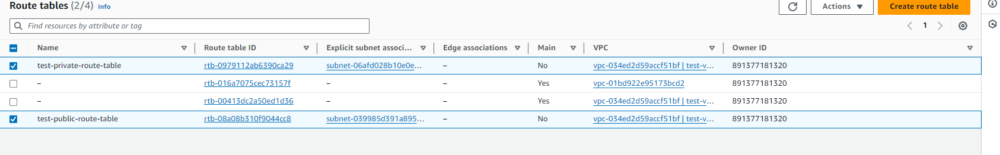 Route tables (2/4) Info
Actions
Create route table
Find resources by attribute or tag
1
Name Route table ID Explicit subnet associ... Edge associations Main VPC Owner ID
test-private-route-table rtb-0979112ab6390ca29 subnet-06afd028b10e0e... – No vpc-034ed2d59accf51bf | test-v... 891377181320
– rtb-016a7075cec73157f – – Yes vpc-01bd922e95173bcd2 891377181320
– rtb-00413dc2a50ed1d36 – – Yes vpc-034ed2d59accf51bf | test-v... 891377181320
test-public-route-table rtb-08a08b310f9044cc8 subnet-039985d391a895... – No vpc-034ed2d59accf51bf | test-v... 891377181320